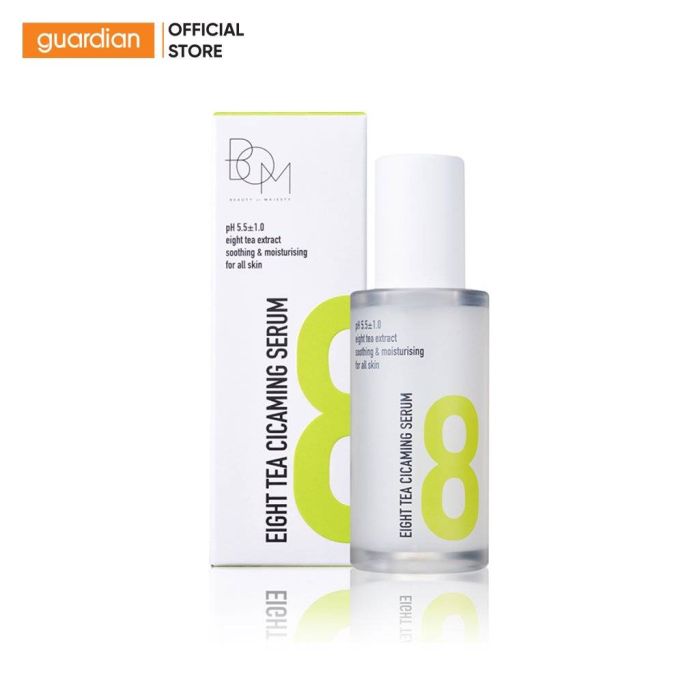 guardian
OFFICIAL
STORE
BOM
BEAUTY OF MAJESTY
pH 5.5±1.0
eight tea extract
soothing & moisturising
for all skin
EIGHT TEA CICAMING SERUM
8
pH 5.5±1.0
eight tea extract
soothing & moisturising
for all skin
EIGHT TEA CICAMING SERUM
8